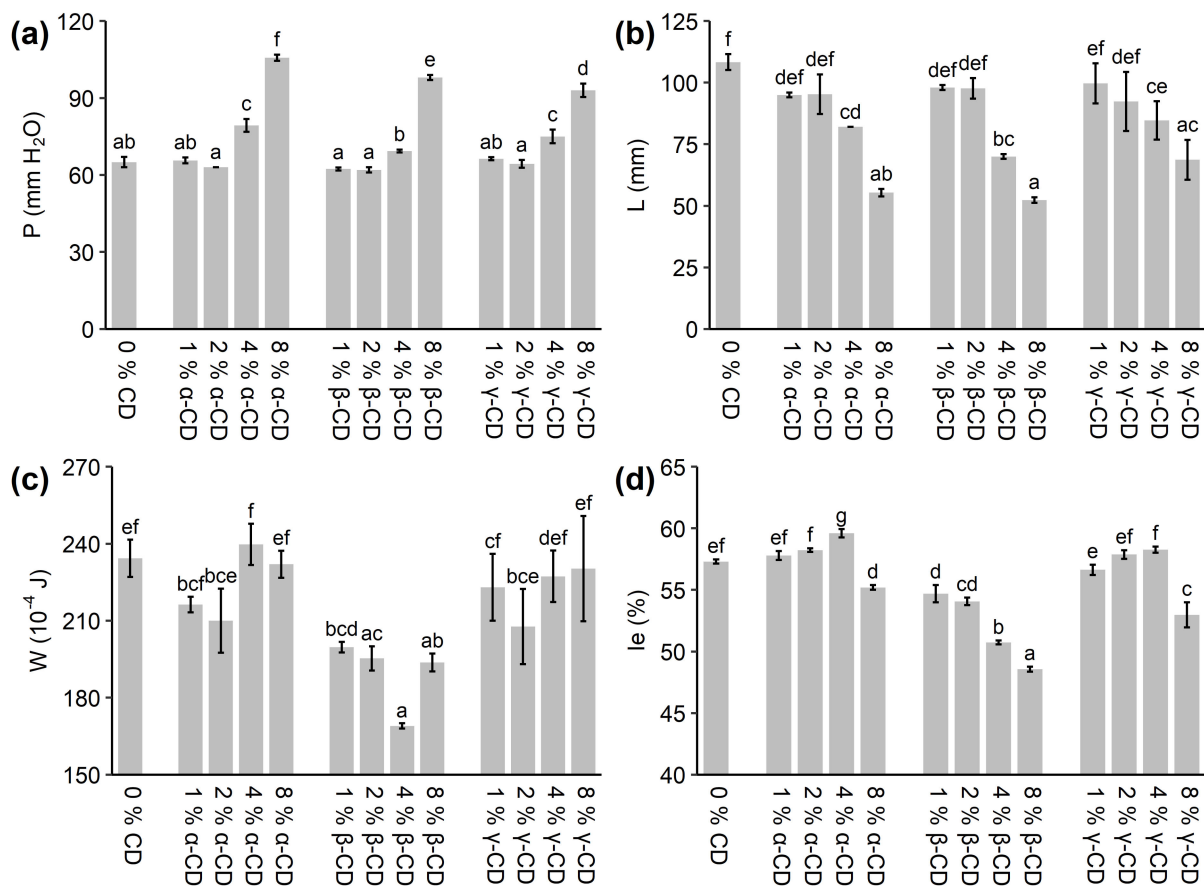 (a)
P (mm H₂O)
120
90
60
30
0
ab
ab
a
c
f
a
a
b
e
ab
a
c
d
0 % CD
1 % α-CD
2 % α-CD
4 % α-CD
8 % α-CD
1 % β-CD
2 % β-CD
4 % β-CD
8 % β-CD
1 % γ-CD
2 % γ-CD
4 % γ-CD
8 % γ-CD
(b)
L (mm)
125
100
75
50
25
0
f
def
def
cd
ab
def
def
bc
a
ef
def
ce
ac
0 % CD
1 % α-CD
2 % α-CD
4 % α-CD
8 % α-CD
1 % β-CD
2 % β-CD
4 % β-CD
8 % β-CD
1 % γ-CD
2 % γ-CD
4 % γ-CD
8 % γ-CD
(c)
W (10⁻⁴ J)
270
240
210
180
150
ef
bcf
bce
f
ef
bcd
ac
a
ab
cf
bce
def
ef
0 % CD
1 % α-CD
2 % α-CD
4 % α-CD
8 % α-CD
1 % β-CD
2 % β-CD
4 % β-CD
8 % β-CD
1 % γ-CD
2 % γ-CD
4 % γ-CD
8 % γ-CD
(d)
Ie (%)
65
60
55
50
45
40
ef
ef
f
g
d
d
cd
b
a
e
ef
f
c
0 % CD
1 % α-CD
2 % α-CD
4 % α-CD
8 % α-CD
1 % β-CD
2 % β-CD
4 % β-CD
8 % β-CD
1 % γ-CD
2 % γ-CD
4 % γ-CD
8 % γ-CD